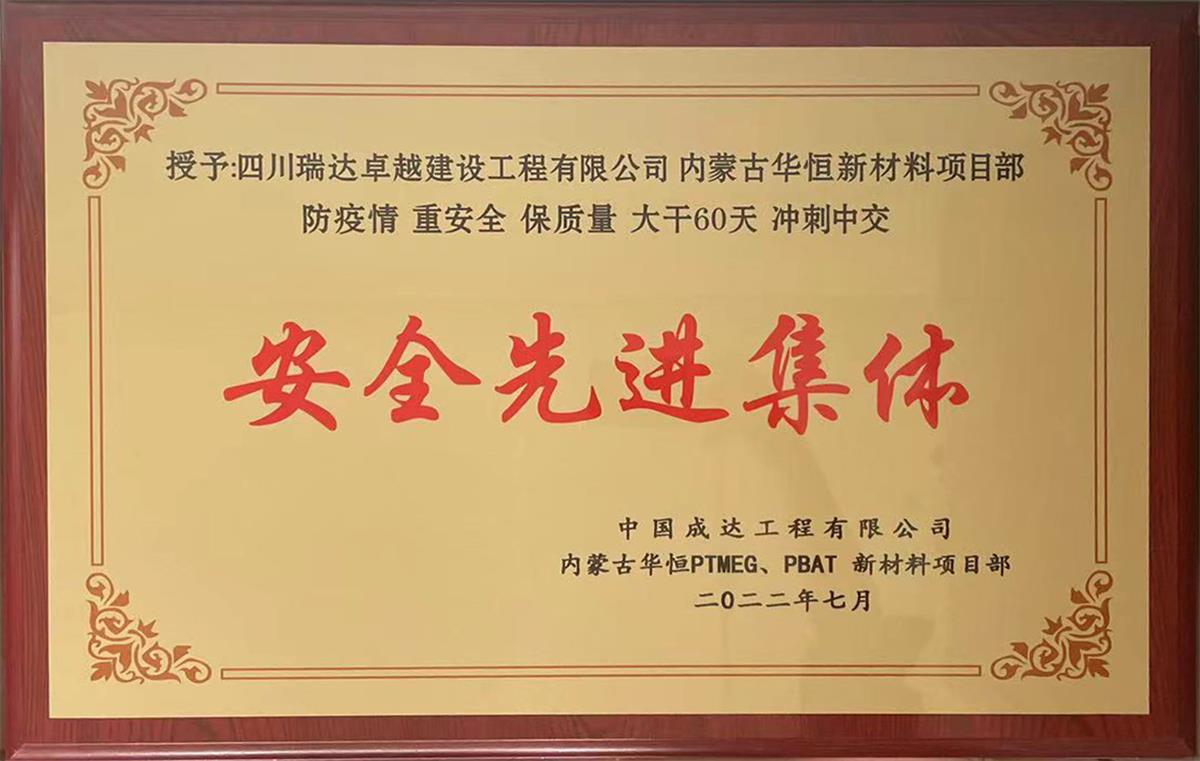 授予:四川瑞达卓越建设工程有限公司 内蒙古华恒新材料项目部
防疫情 重安全 保质量 大干60天 冲刺中交
安全先进集体
中国成达工程有限公司
内蒙古华恒PTMEG、PBAT 新材料项目部
二0二二年七月